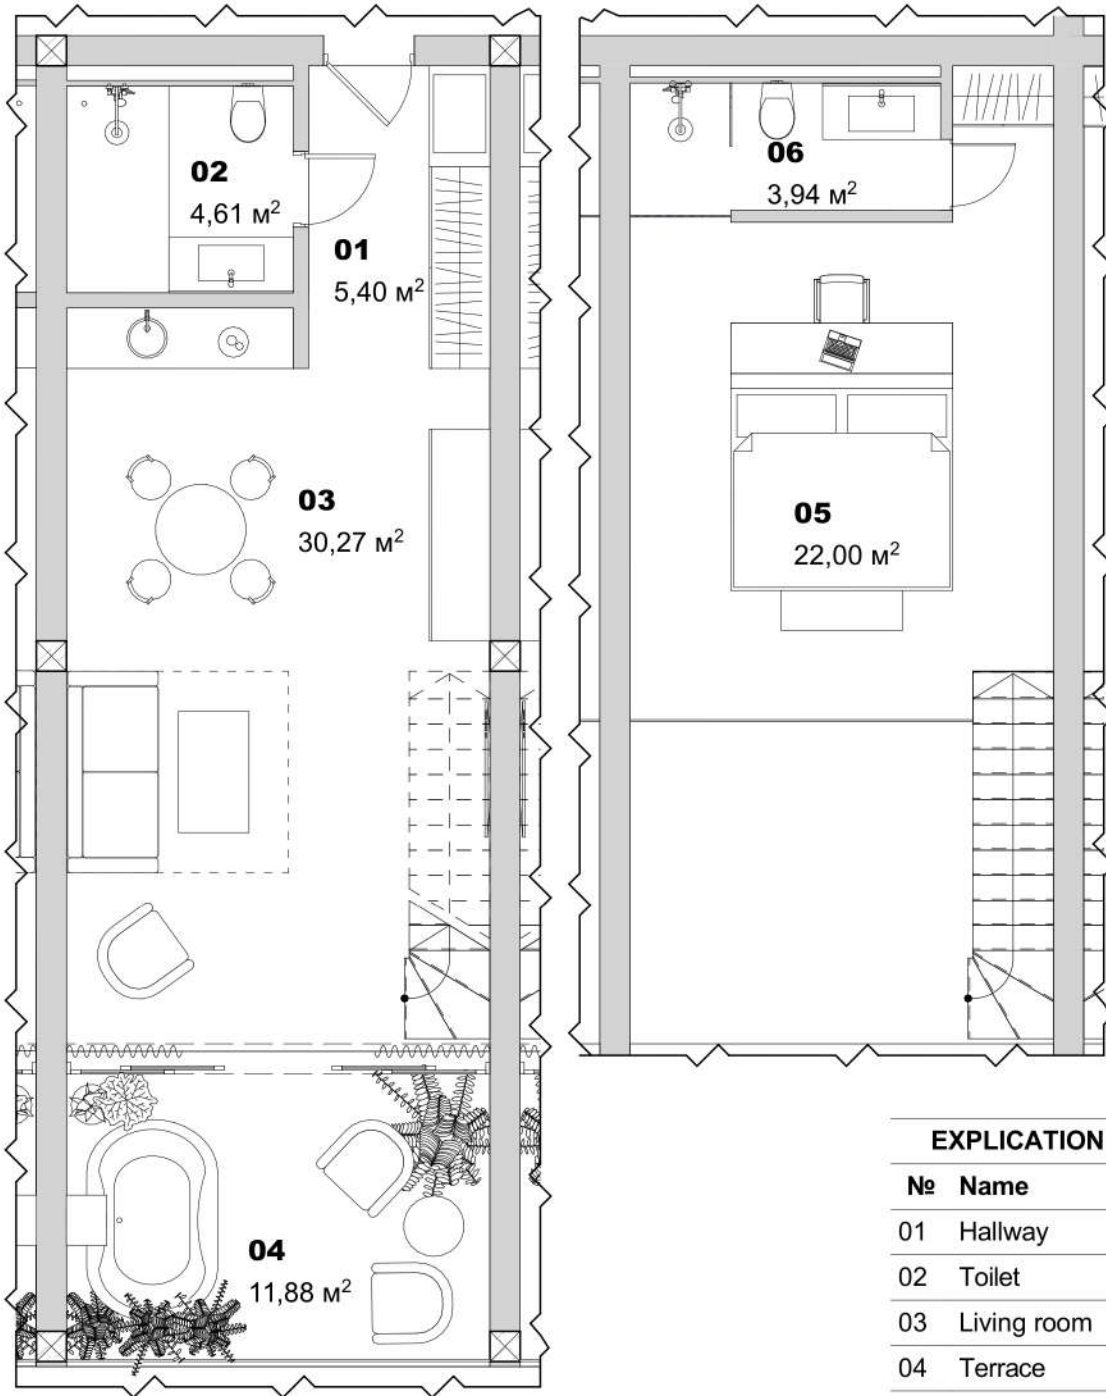 02
4,61 м²
01
5,40 м²
03
30,27 м²
04
11,88 м²
06
3,94 м²
05
22,00 м²
EXPLICATION
№ Name
01 Hallway
02 Toilet
03 Living room
04 Terrace